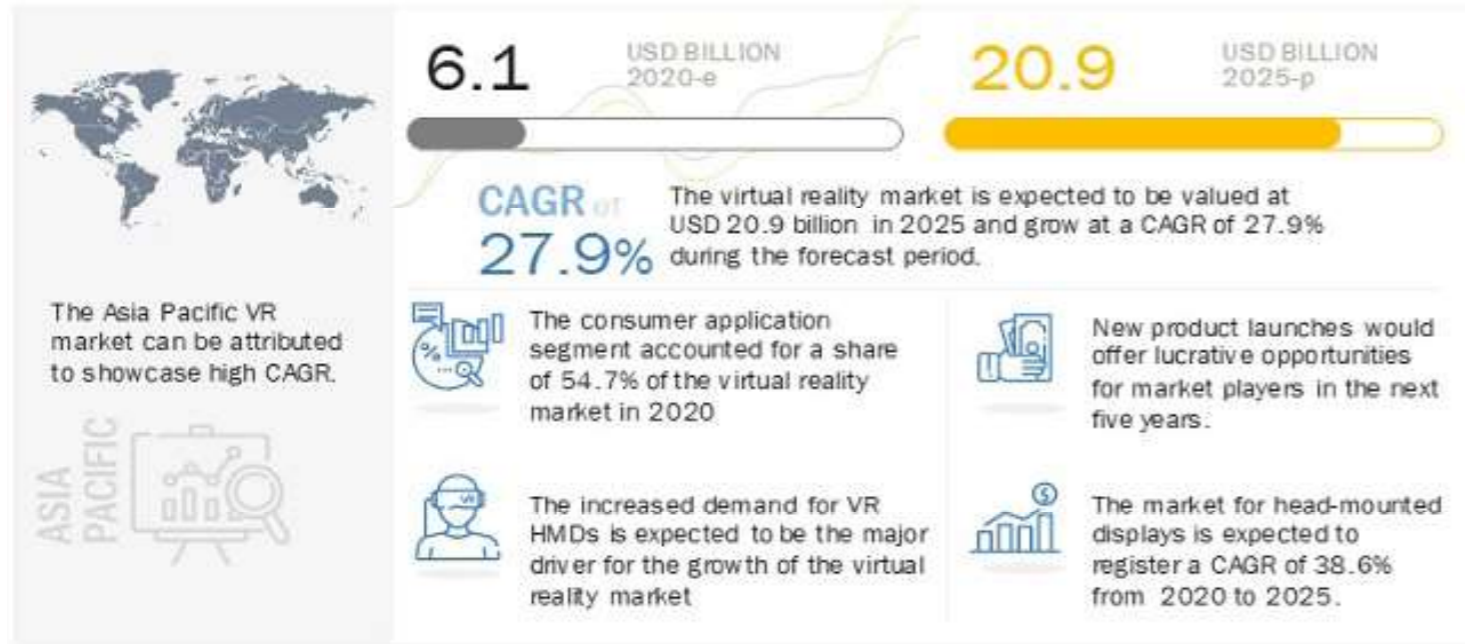 6.1
USD BILLION
2020-e
20.9
USD BILLION
2025-p
CAGR of
27.9%
The virtual reality market is expected to be valued at
USD 20.9 billion in 2025 and grow at a CAGR of 27.9%
during the forecast period.
The Asia Pacific VR
market can be attributed
to showcase high CAGR.
ASIA
PACIFIC
%
The consumer application
segment accounted for a share
of 54.7% of the virtual reality
market in 2020
New product launches would
offer lucrative opportunities
for market players in the next
five years.
VR
The increased demand for VR
HMDs is expected to be the major
driver for the growth of the virtual
reality market
$
The market for head-mounted
displays is expected to
register a CAGR of 38.6%
from 2020 to 2025.